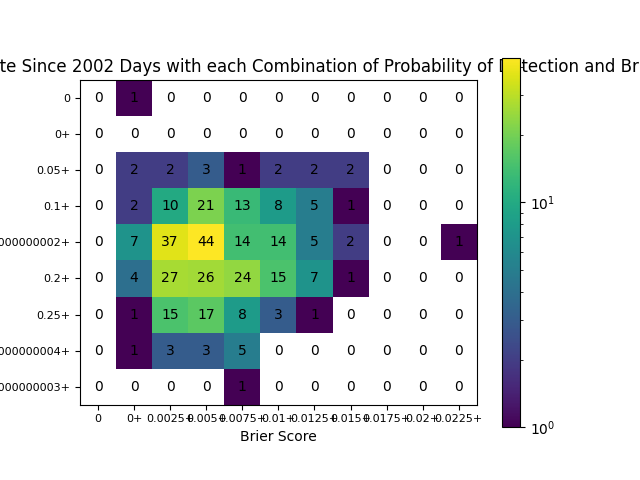 te Since 2002 Days with each Combination of Probability of Detection and Br
0 0 1 0 0 0 0 0 0 0 0 0
0+ 0 0 0 0 0 0 0 0 0 0 0
0.05+ 0 2 2 3 1 2 2 2 0 0 0
0.1+ 0 2 10 21 13 8 5 1 0 0 0
000000002+ 0 7 37 44 14 14 5 2 0 0 1
0.2+ 0 4 27 26 24 15 7 1 0 0 0
0.25+ 0 1 15 17 8 3 1 0 0 0 0
000000004+ 0 1 3 3 5 0 0 0 0 0 0
000000003+ 0 0 0 0 1 0 0 0 0 0 0
0 0+ 0.0025+ 0.005+ 0.0075+ 0.01+ 0.0125+ 0.015+ 0.0175+ 0.02+ 0.0225+
Brier Score
10¹
10⁰